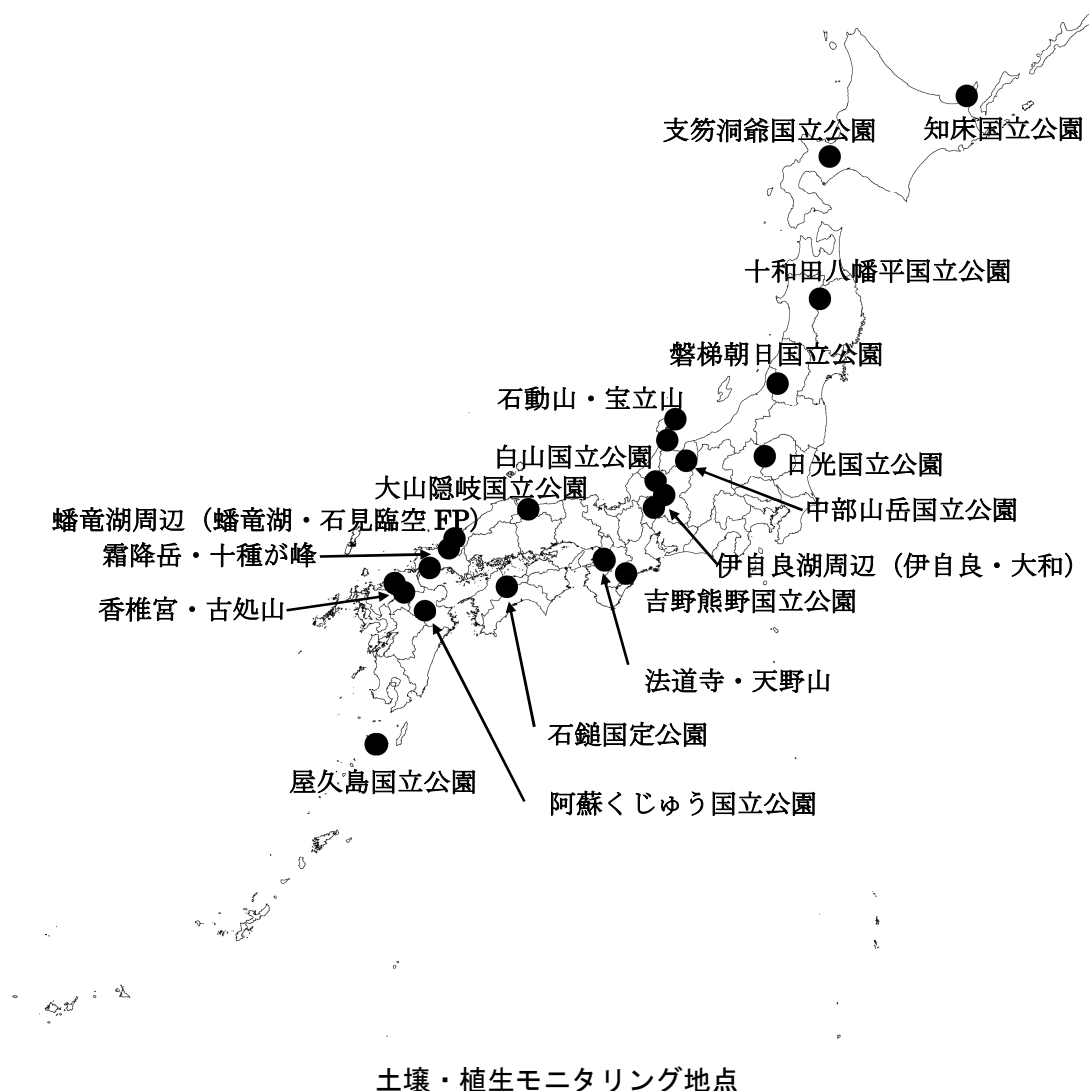 知床国立公園
支笏洞爺国立公園
十和田八幡平国立公園
磐梯朝日国立公園
石動山・宝立山
白山国立公園
日光国立公園
大山隠岐国立公園
中部山岳国立公園
蟠竜湖周辺（蟠竜湖・石見臨空FP）
霜降岳・十種が峰
伊自良湖周辺（伊自良・大和）
香椎宮・古処山
吉野熊野国立公園
法道寺・天野山
石鎚国定公園
屋久島国立公園
阿蘇くじゅう国立公園
土壌・植生モニタリング地点